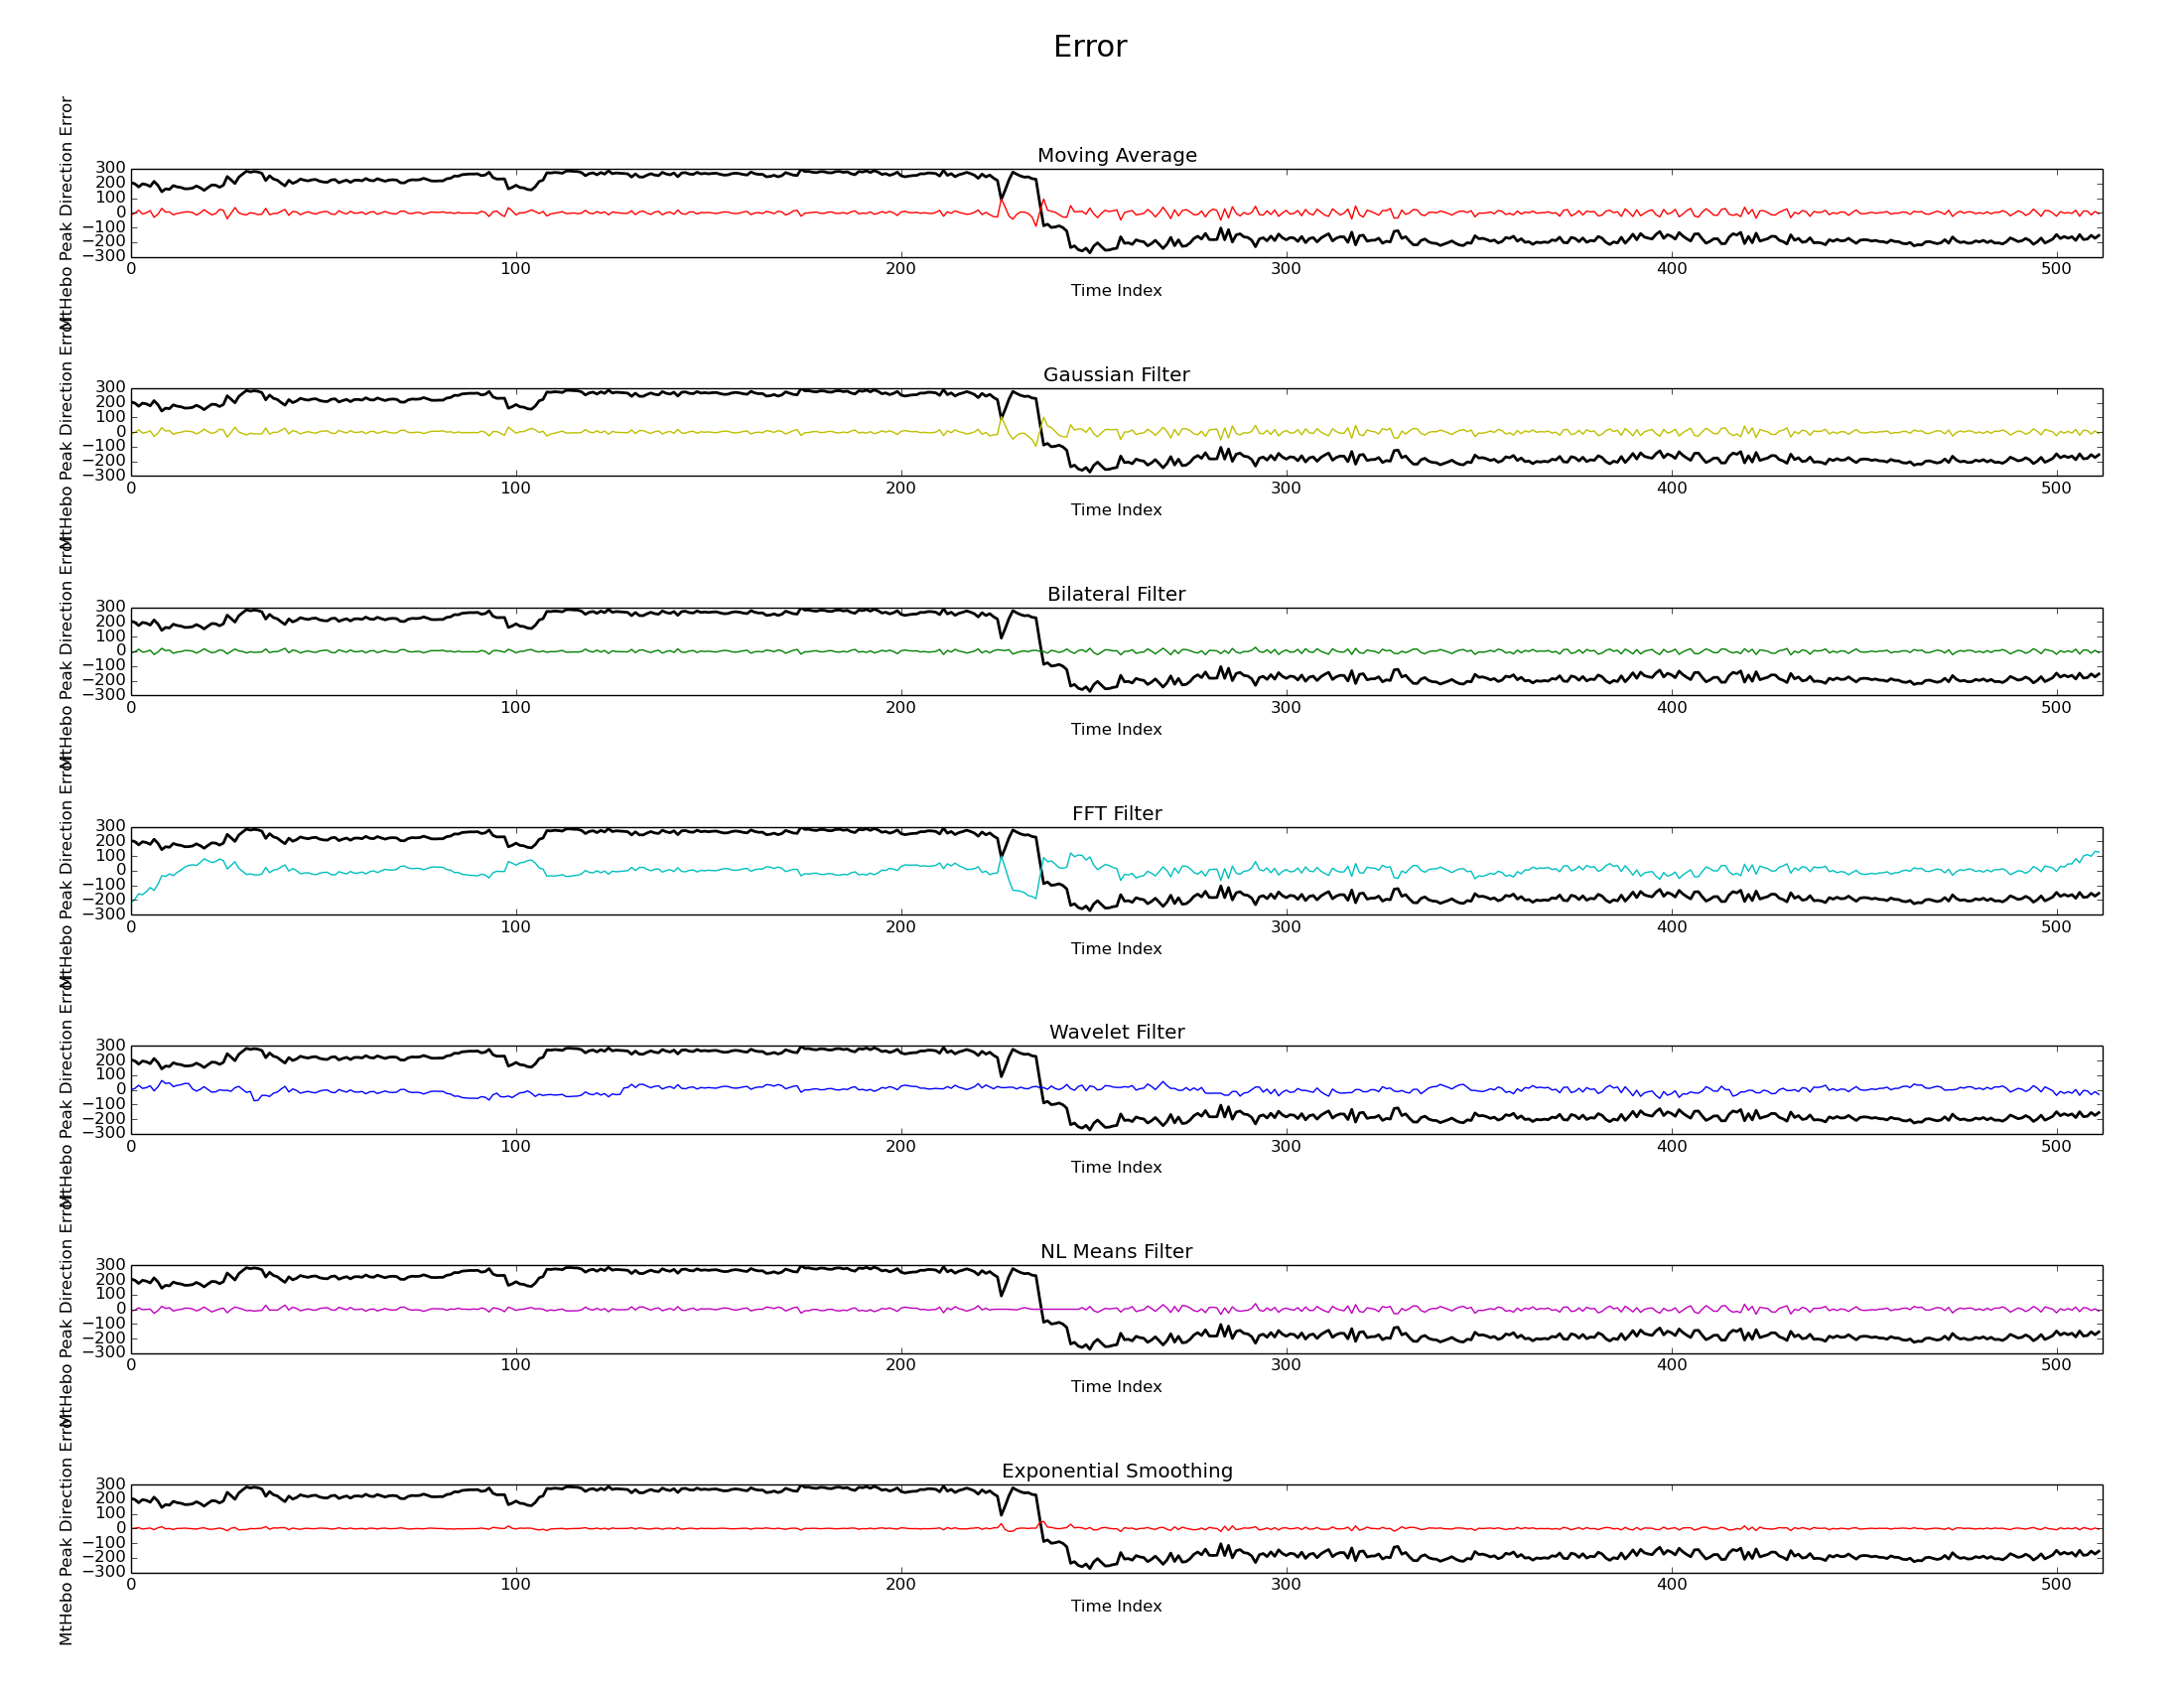 Error
Moving Average
MtHebo Peak Direction Error
300
200
100
0
−100
−200
−300
0 100 200 300 400 500
Time Index
Gaussian Filter
MtHebo Peak Direction Error
300
200
100
0
−100
−200
−300
0 100 200 300 400 500
Time Index
Bilateral Filter
MtHebo Peak Direction Error
300
200
100
0
−100
−200
−300
0 100 200 300 400 500
Time Index
FFT Filter
MtHebo Peak Direction Error
300
200
100
0
−100
−200
−300
0 100 200 300 400 500
Time Index
Wavelet Filter
MtHebo Peak Direction Error
300
200
100
0
−100
−200
−300
0 100 200 300 400 500
Time Index
NL Means Filter
MtHebo Peak Direction Error
300
200
100
0
−100
−200
−300
0 100 200 300 400 500
Time Index
Exponential Smoothing
MtHebo Peak Direction Error
300
200
100
0
−100
−200
−300
0 100 200 300 400 500
Time Index